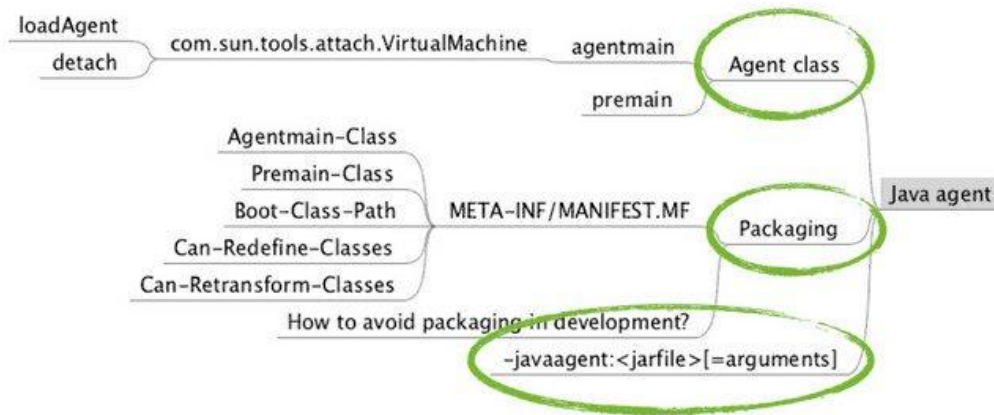 loadAgent
detach
com.sun.tools.attach.VirtualMachine
agentmain
premain
Agent class
Agentmain-Class
Premain-Class
Boot-Class-Path
Can-Redefine-Classes
Can-Retransform-Classes
META-INF/MANIFEST.MF
Packaging
Java agent
How to avoid packaging in development?
-javaagent:<jarfile>[=arguments]